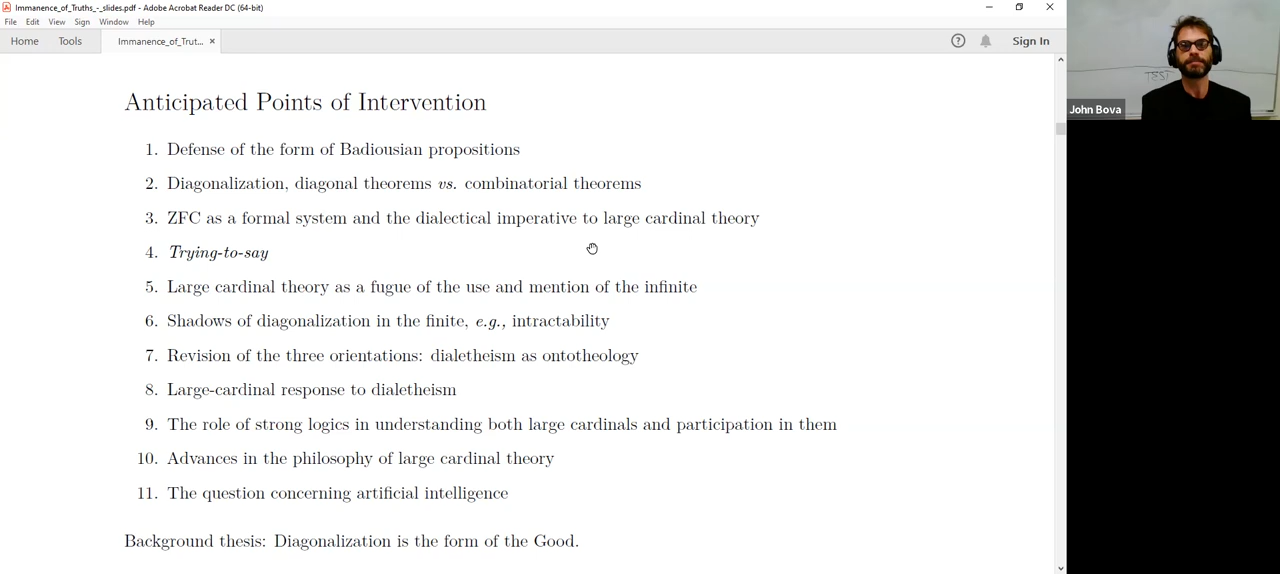 Immanence_of_Truths_-_slides.pdf - Adobe Acrobat Reader DC (64-bit)
File Edit View Sign Window Help
Home Tools Immanence_of_Trut... × Sign In
Anticipated Points of Intervention
1. Defense of the form of Badiousian propositions
2. Diagonalization, diagonal theorems vs. combinatorial theorems
3. ZFC as a formal system and the dialectical imperative to large cardinal theory
4. Trying-to-say
5. Large cardinal theory as a fugue of the use and mention of the infinite
6. Shadows of diagonalization in the finite, e.g., intractability
7. Revision of the three orientations: dialetheism as ontotheology
8. Large-cardinal response to dialetheism
9. The role of strong logics in understanding both large cardinals and participation in them
10. Advances in the philosophy of large cardinal theory
11. The question concerning artificial intelligence
Background thesis: Diagonalization is the form of the Good.
TEST
John Bova